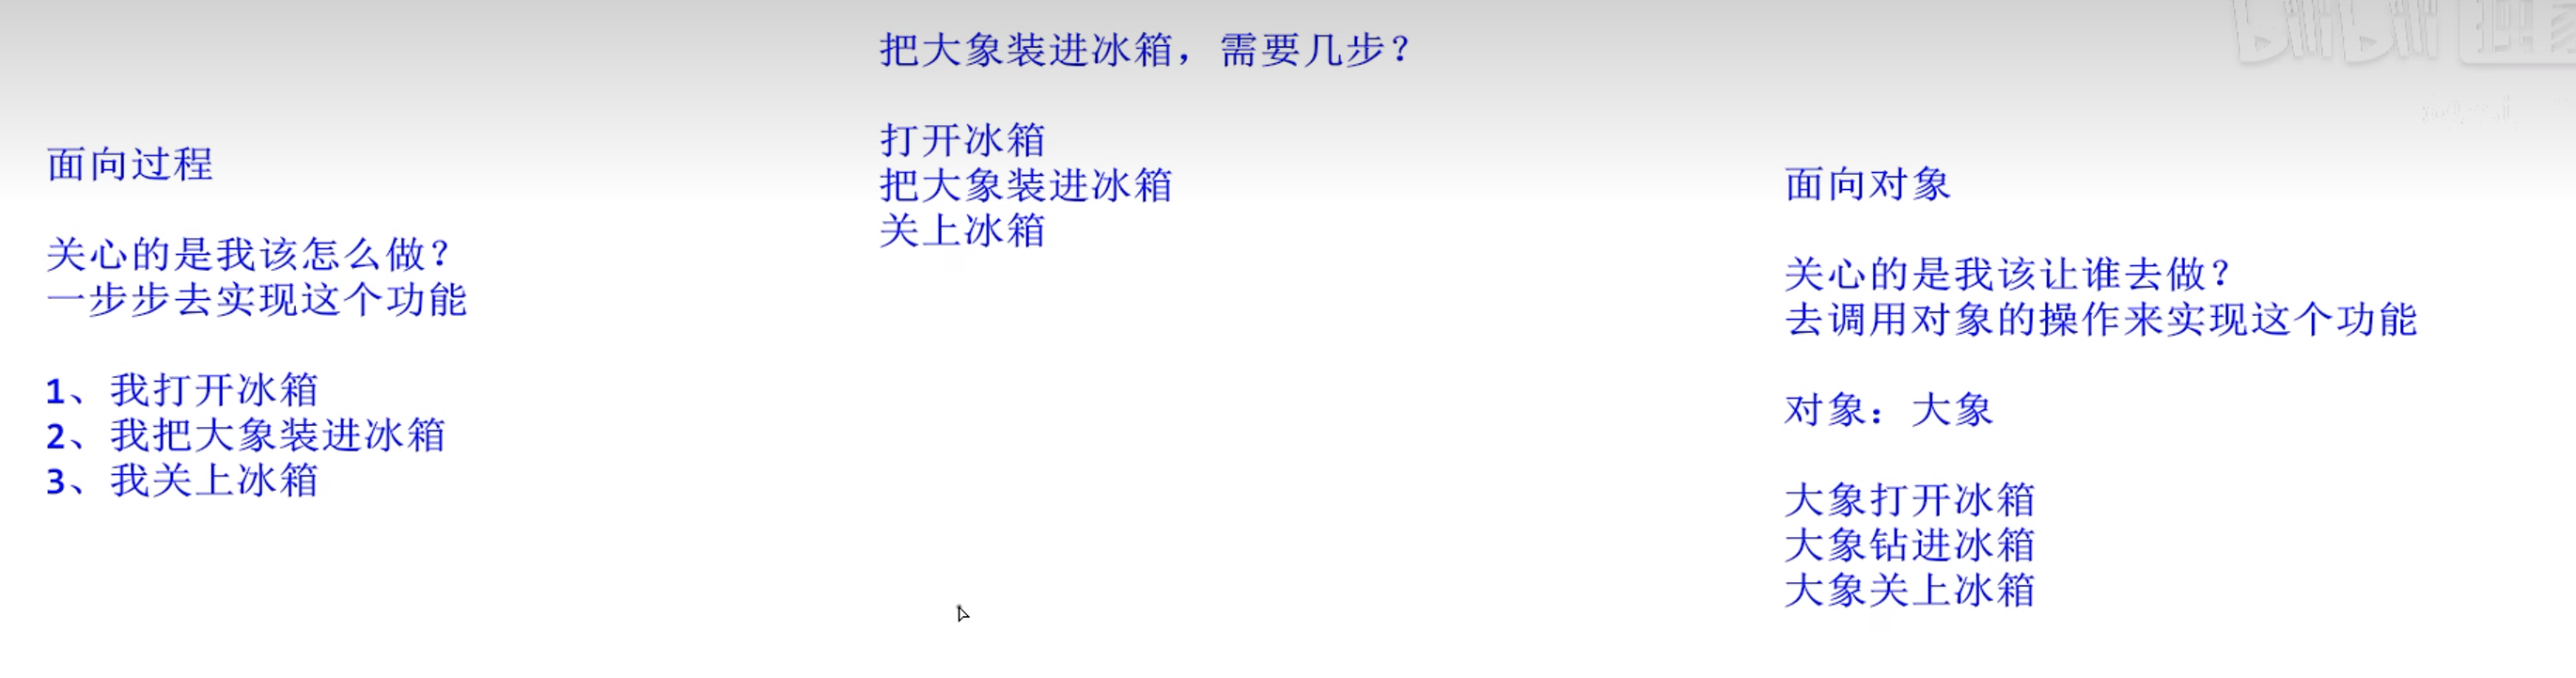 把大象装进冰箱，需要几步？
打开冰箱
把大象装进冰箱
关上冰箱
面向过程
关心的是我该怎么做？
一步步去实现这个功能
1、我打开冰箱
2、我把大象装进冰箱
3、我关上冰箱
面向对象
关心的是我该让谁去做？
去调用对象的操作来实现这个功能
对象：大象
大象打开冰箱
大象钻进冰箱
大象关上冰箱
bilibili